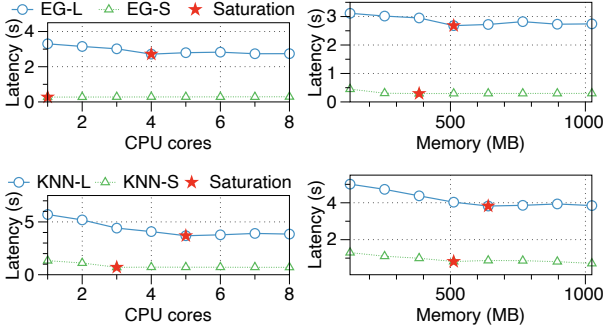 EG-L EG-S Saturation
Latency (s)
4
2
0
2 4 6 8
CPU cores
Latency (s)
3
2
1
0
500 1000
Memory (MB)
KNN-L KNN-S Saturation
Latency (s)
5
0
2 4 6 8
CPU cores
Latency (s)
4
2
500 1000
Memory (MB)